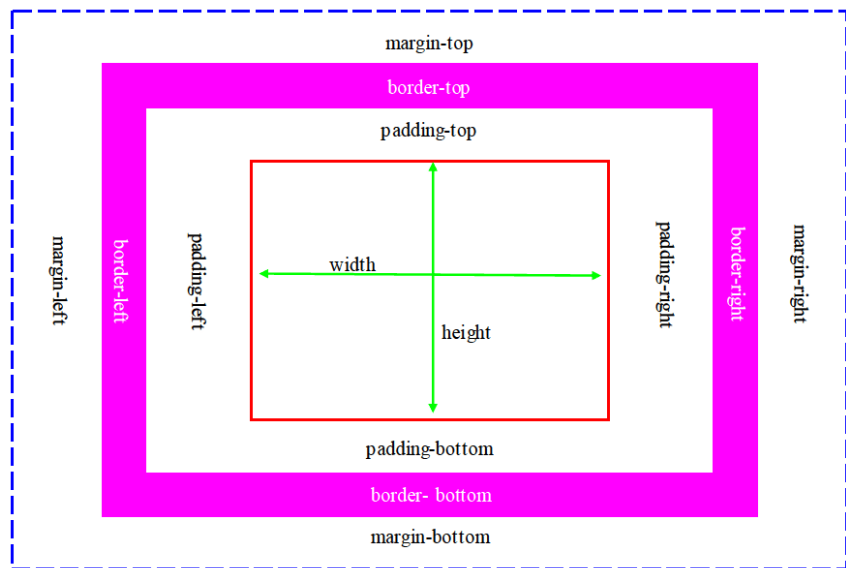 margin-top
border-top
padding-top
margin-left
border-left
padding-left
width
height
padding-right
border-right
margin-right
padding-bottom
border- bottom
margin-bottom